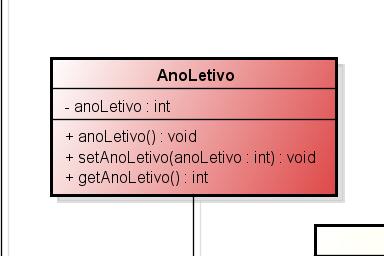 AnoLetivo
- anoLetivo : int
+ anoLetivo() : void
+ setAnoLetivo(anoLetivo : int) : void
+ getAnoLetivo() : int